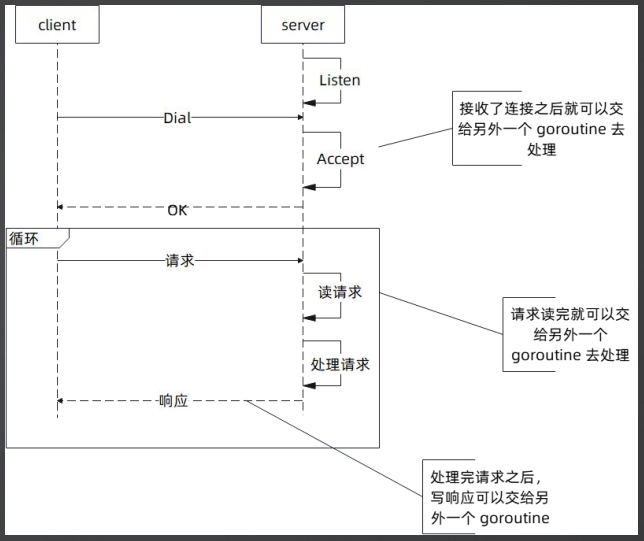 client
server
Listen
Dial
接收了连接之后就可以交
给另外一个 goroutine 去
处理
Accept
OK
循环
请求
读请求
请求读完就可以交
给另外一个
goroutine 去处理
处理请求
响应
处理完请求之后，
写响应可以交给另
外一个 goroutine